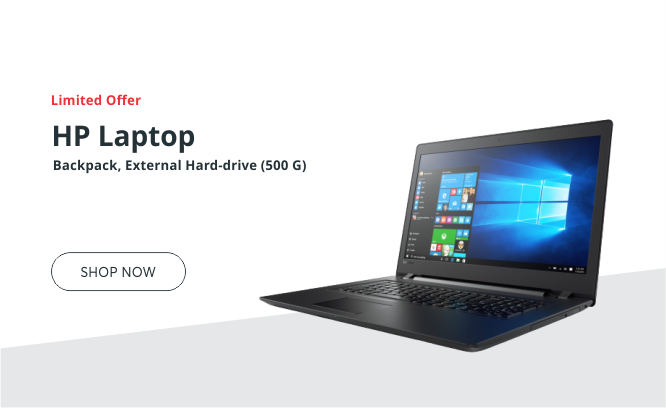 Limited Offer
HP Laptop
Backpack, External Hard-drive (500 G)
SHOP NOW